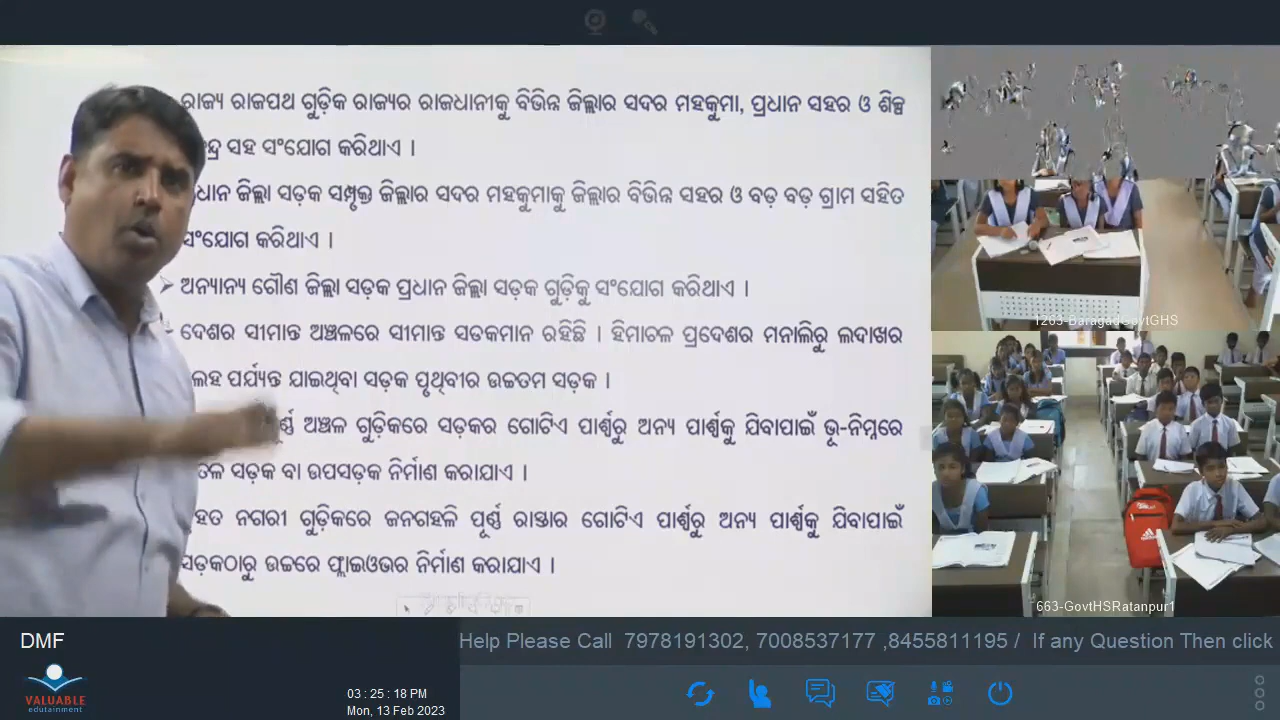 ରାଜ୍ୟ ରାଜପଥ ଗୁଡ଼ିକ ରାଜ୍ୟର ରାଜଧାନୀକୁ ବିଭିନ୍ନ ଜିଲ୍ଲାର ସଦର ମହକୁମା, ପ୍ରଧାନ ସହର ଓ ଶିଳ୍ପ
ସହ ସଂଯୋଗ କରିଥାଏ ।
ଜିଲ୍ଲା ସଡ଼କ ସମ୍ପୃକ୍ତ ଜିଲ୍ଲାର ସଦର ମହକୁମାକୁ ଜିଲ୍ଲାର ବିଭିନ୍ନ ସହର ଓ ବଡ଼ ବଡ଼ ଗ୍ରାମ ସହିତ
ସଂଯୋଗ କରିଥାଏ ।
➢ ଅନ୍ୟାନ୍ୟ ଗୌଣ ଜିଲ୍ଲା ସଡ଼କ ପ୍ରଧାନ ଜିଲ୍ଲା ସଡ଼କ ଗୁଡ଼ିକୁ ସଂଯୋଗ କରିଥାଏ ।
ଦେଶର ସୀମାନ୍ତ ଅଞ୍ଚଳରେ ସୀମାନ୍ତ ସଡକମାନ ରହିଛି । ହିମାଚଳ ପ୍ରଦେଶର ମନାଲିରୁ ଲଦାଖର
ପର୍ଯ୍ୟନ୍ତ ଯାଇଥିବା ସଡ଼କ ପୃଥିବୀର ଉଚ୍ଚତମ ସଡ଼କ ।
ଅଞ୍ଚଳ ଗୁଡ଼ିକରେ ସଡ଼କର ଗୋଟିଏ ପାର୍ଶ୍ୱରୁ ଅନ୍ୟ ପାର୍ଶ୍ୱକୁ ଯିବାପାଇଁ ଭୂ-ନିମ୍ନରେ
ସଡ଼କ ବା ଉପସଡ଼କ ନିର୍ମାଣ କରାଯାଏ ।
ନଗରୀ ଗୁଡ଼ିକରେ ଜନଗହଳି ପୂର୍ଣ୍ଣ ରାସ୍ତାର ଗୋଟିଏ ପାର୍ଶ୍ୱରୁ ଅନ୍ୟ ପାର୍ଶ୍ୱକୁ ଯିବାପାଇଁ
ସଡ଼କଠାରୁ ଉଚ୍ଚରେ ଫ୍ଲାଇଓଭର ନିର୍ମାଣ କରାଯାଏ ।
1263-BaragadGovtGHS
663-GovtHSRatanpur1
DMF
Help Please Call 7978191302, 7008537177 ,8455811195 / If any Question Then click
VALUABLE
edutainment
03 : 25 : 18 PM
Mon, 13 Feb 2023